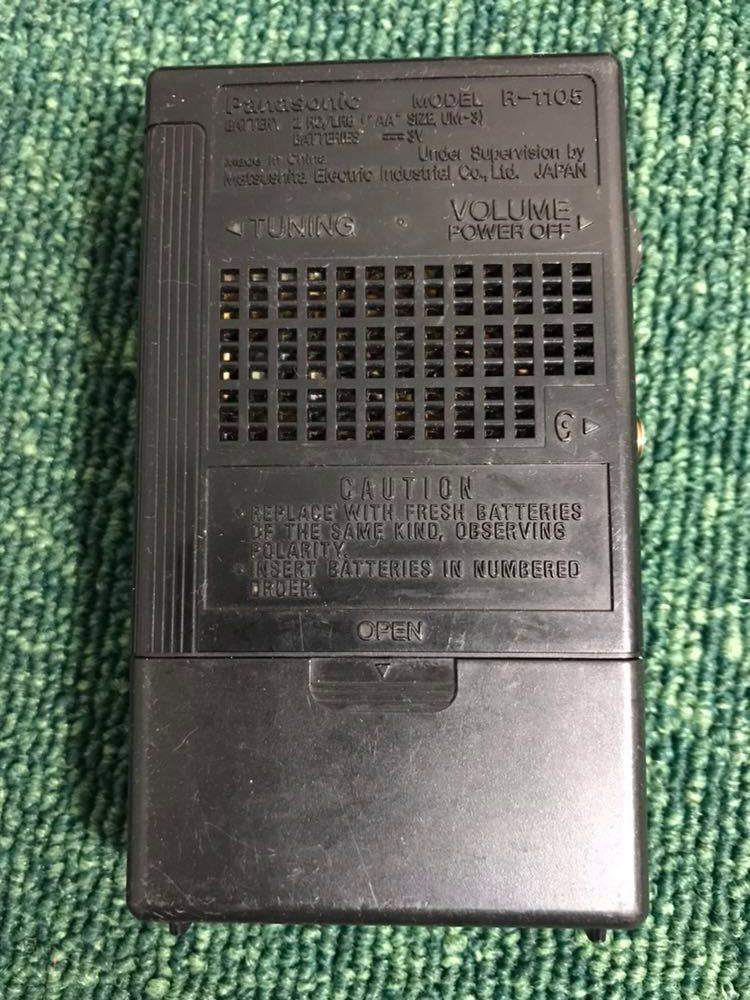 Panasonic MODEL R-1105
BATTERY 2 R6/LR6 ("AA" SIZE, UM-3)
BATTERIES 3V
Made in China Under Supervision by
Matsushita Electric Industrial Co., Ltd. JAPAN
TUNING
VOLUME
POWER OFF
CAUTION
• REPLACE WITH FRESH BATTERIES
OF THE SAME KIND, OBSERVING
POLARITY.
• INSERT BATTERIES IN NUMBERED
ORDER.
OPEN